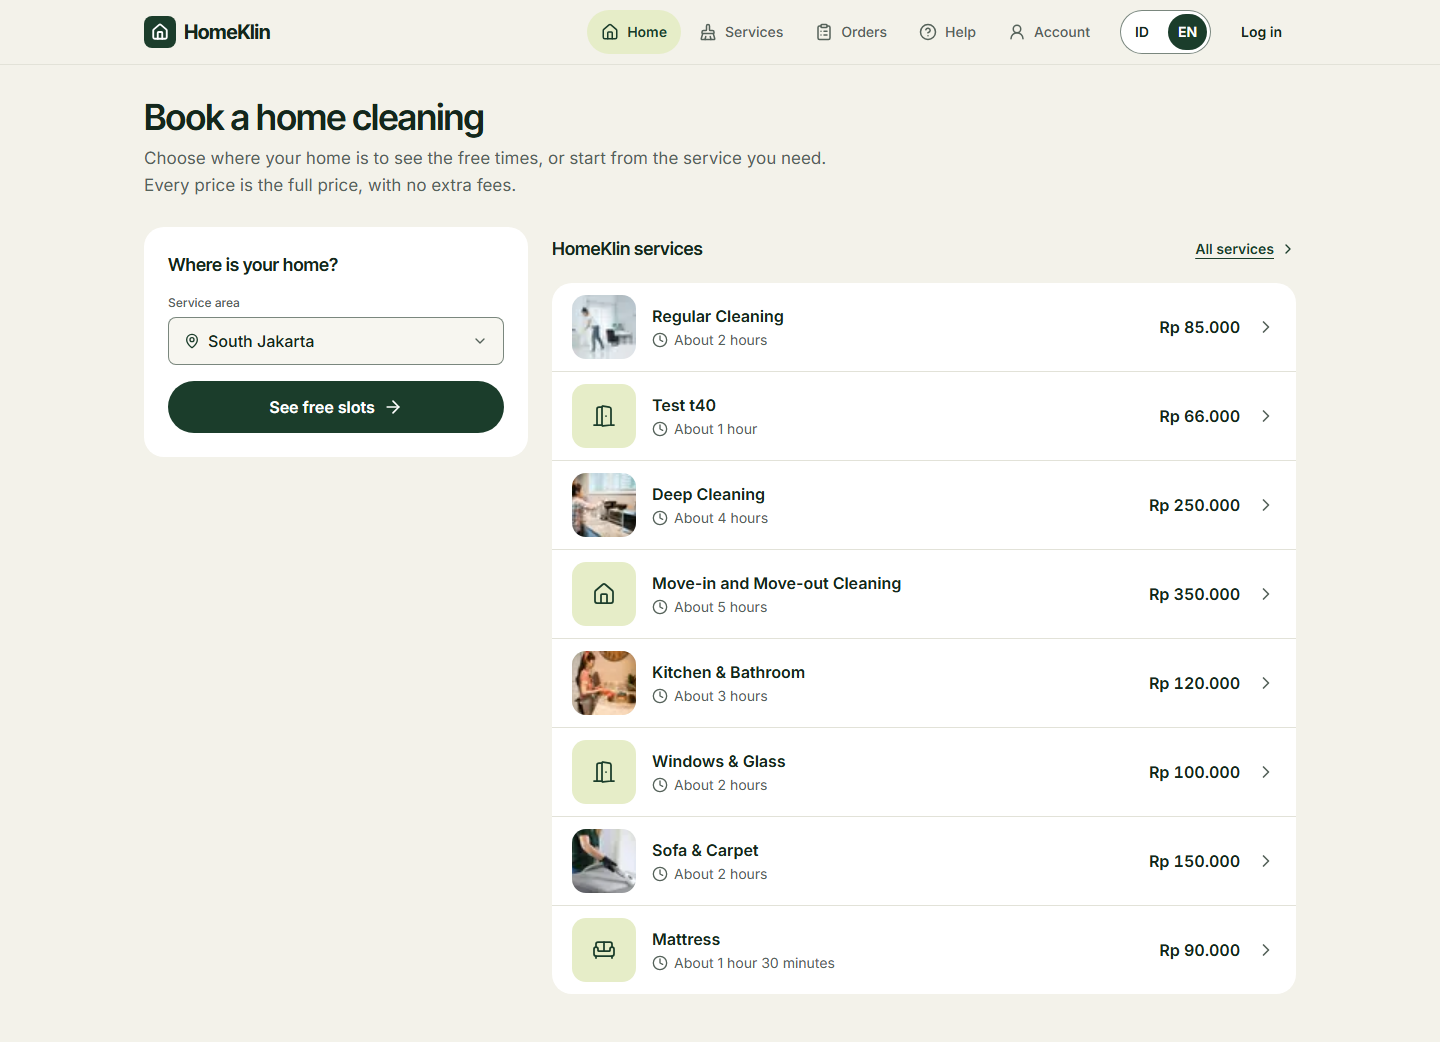 HomeKlin
Home
Services
Orders
Help
Account
ID
EN
Log in
Book a home cleaning
Choose where your home is to see the free times, or start from the service you need.
Every price is the full price, with no extra fees.
Where is your home?
Service area
South Jakarta
See free slots
HomeKlin services
All services
Regular Cleaning
About 2 hours
Rp 85.000
Test t40
About 1 hour
Rp 66.000
Deep Cleaning
About 4 hours
Rp 250.000
Move-in and Move-out Cleaning
About 5 hours
Rp 350.000
Kitchen & Bathroom
About 3 hours
Rp 120.000
Windows & Glass
About 2 hours
Rp 100.000
Sofa & Carpet
About 2 hours
Rp 150.000
Mattress
About 1 hour 30 minutes
Rp 90.000